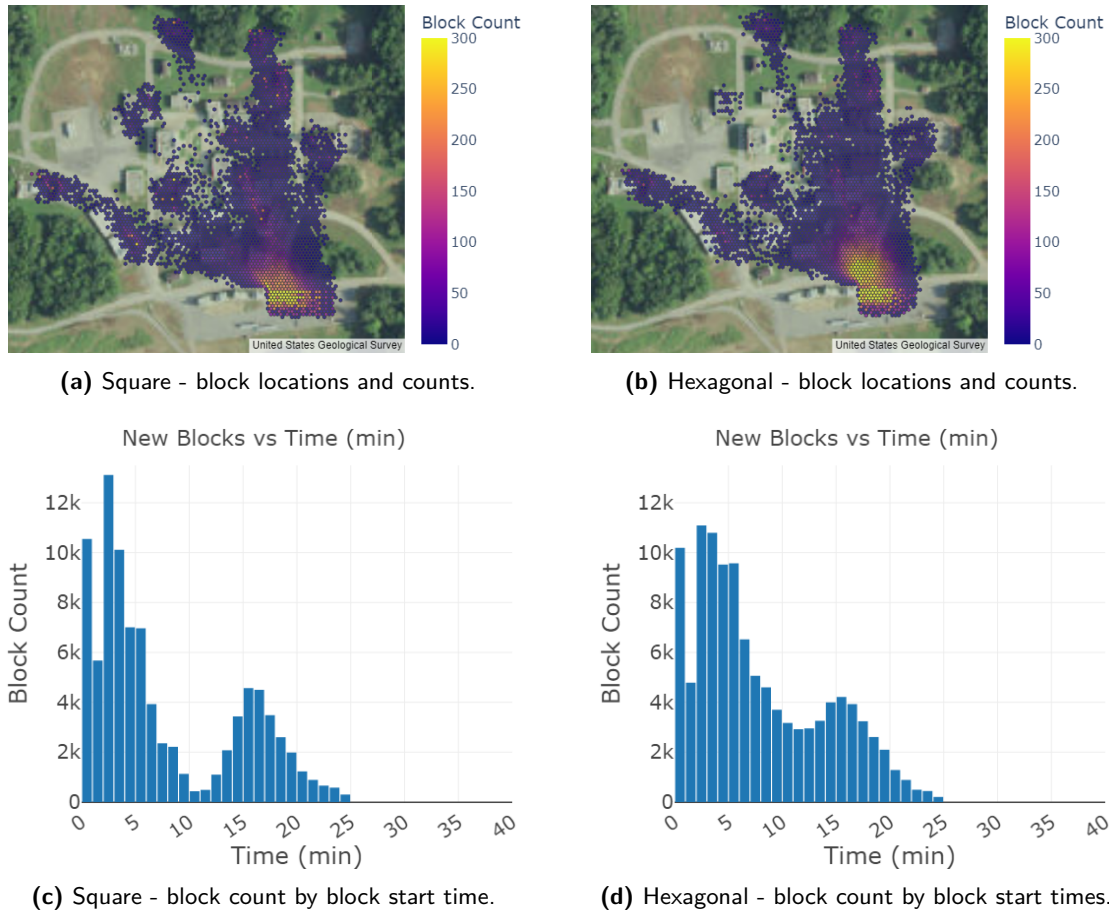 Block Count
300
250
200
150
100
50
0
United States Geological Survey
(a) Square - block locations and counts.
Block Count
300
250
200
150
100
50
0
United States Geological Survey
(b) Hexagonal - block locations and counts.
New Blocks vs Time (min)
12k
10k
8k
6k
4k
2k
0
Block Count
0 5 10 15 20 25 30 35 40
Time (min)
(c) Square - block count by block start time.
New Blocks vs Time (min)
12k
10k
8k
6k
4k
2k
0
Block Count
0 5 10 15 20 25 30 35 40
Time (min)
(d) Hexagonal - block count by block start times.